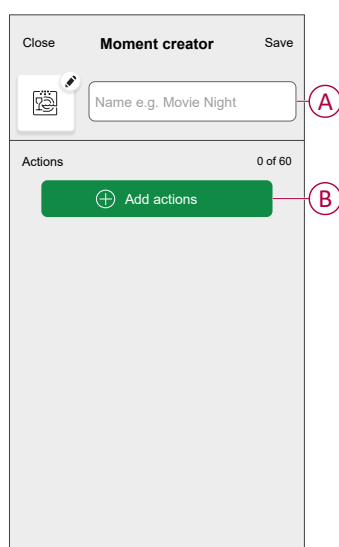 Close Moment creator Save
Name e.g. Movie Night A
Actions 0 of 60
Add actions B